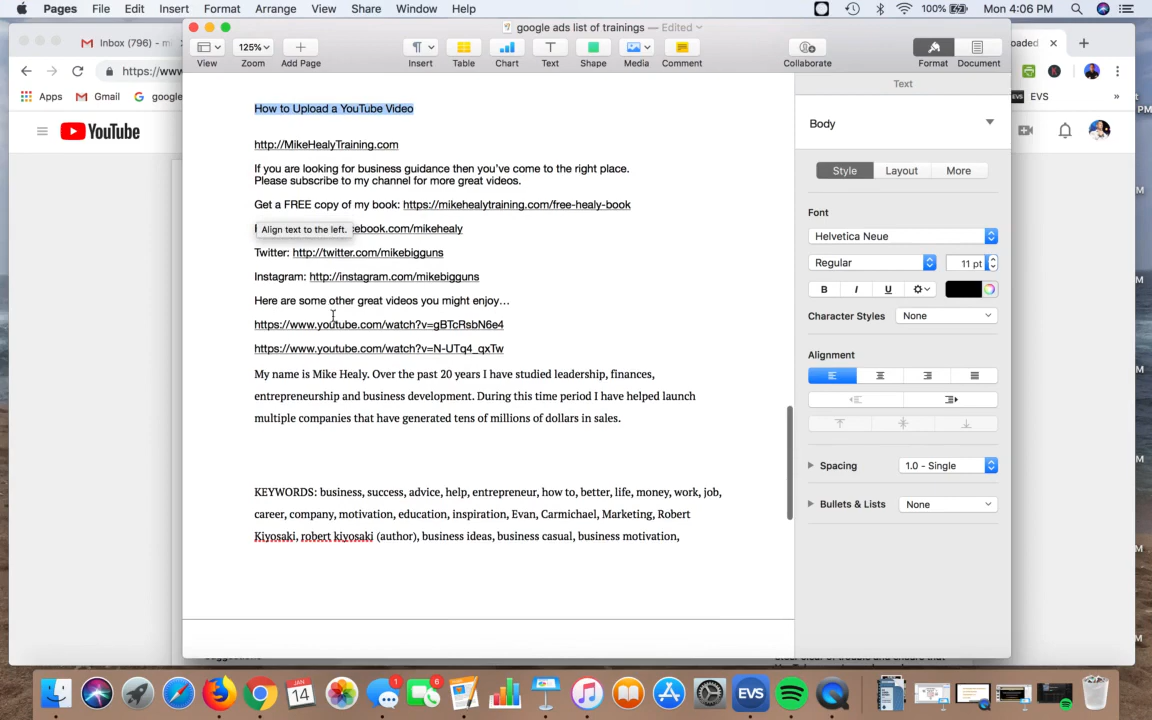 Pages File Edit Insert Format Arrange View Share Window Help 100% Mon 4:06 PM
google ads list of trainings — Edited
Inbox (796) - m
oaded
125%
View Zoom Add Page Insert Table Chart Text Shape Media Comment Collaborate Format Document
https://www
Apps Gmail google
EVS
YouTube
PM
Text
Body
Style Layout More
Font
Helvetica Neue
Regular 11 pt
B I U
Character Styles None
Alignment
Spacing 1.0 - Single
Bullets & Lists None
How to Upload a YouTube Video
http://MikeHealyTraining.com
If you are looking for business guidance then you've come to the right place.
Please subscribe to my channel for more great videos.
Get a FREE copy of my book: https://mikehealytraining.com/free-healy-book
Align text to the left. cebook.com/mikehealy
Twitter: http://twitter.com/mikebigguns
Instagram: http://instagram.com/mikebigguns
Here are some other great videos you might enjoy…
https://www.youtube.com/watch?v=gBTcRsbN6e4
https://www.youtube.com/watch?v=N-UTq4_qxTw
My name is Mike Healy. Over the past 20 years I have studied leadership, finances,
entrepreneurship and business development. During this time period I have helped launch
multiple companies that have generated tens of millions of dollars in sales.
KEYWORDS: business, success, advice, help, entrepreneur, how to, better, life, money, work, job,
career, company, motivation, education, inspiration, Evan, Carmichael, Marketing, Robert
Kiyosaki, robert kiyosaki (author), business ideas, business casual, business motivation,
M
M
M
M
M
JAN
14
1
6
EVS